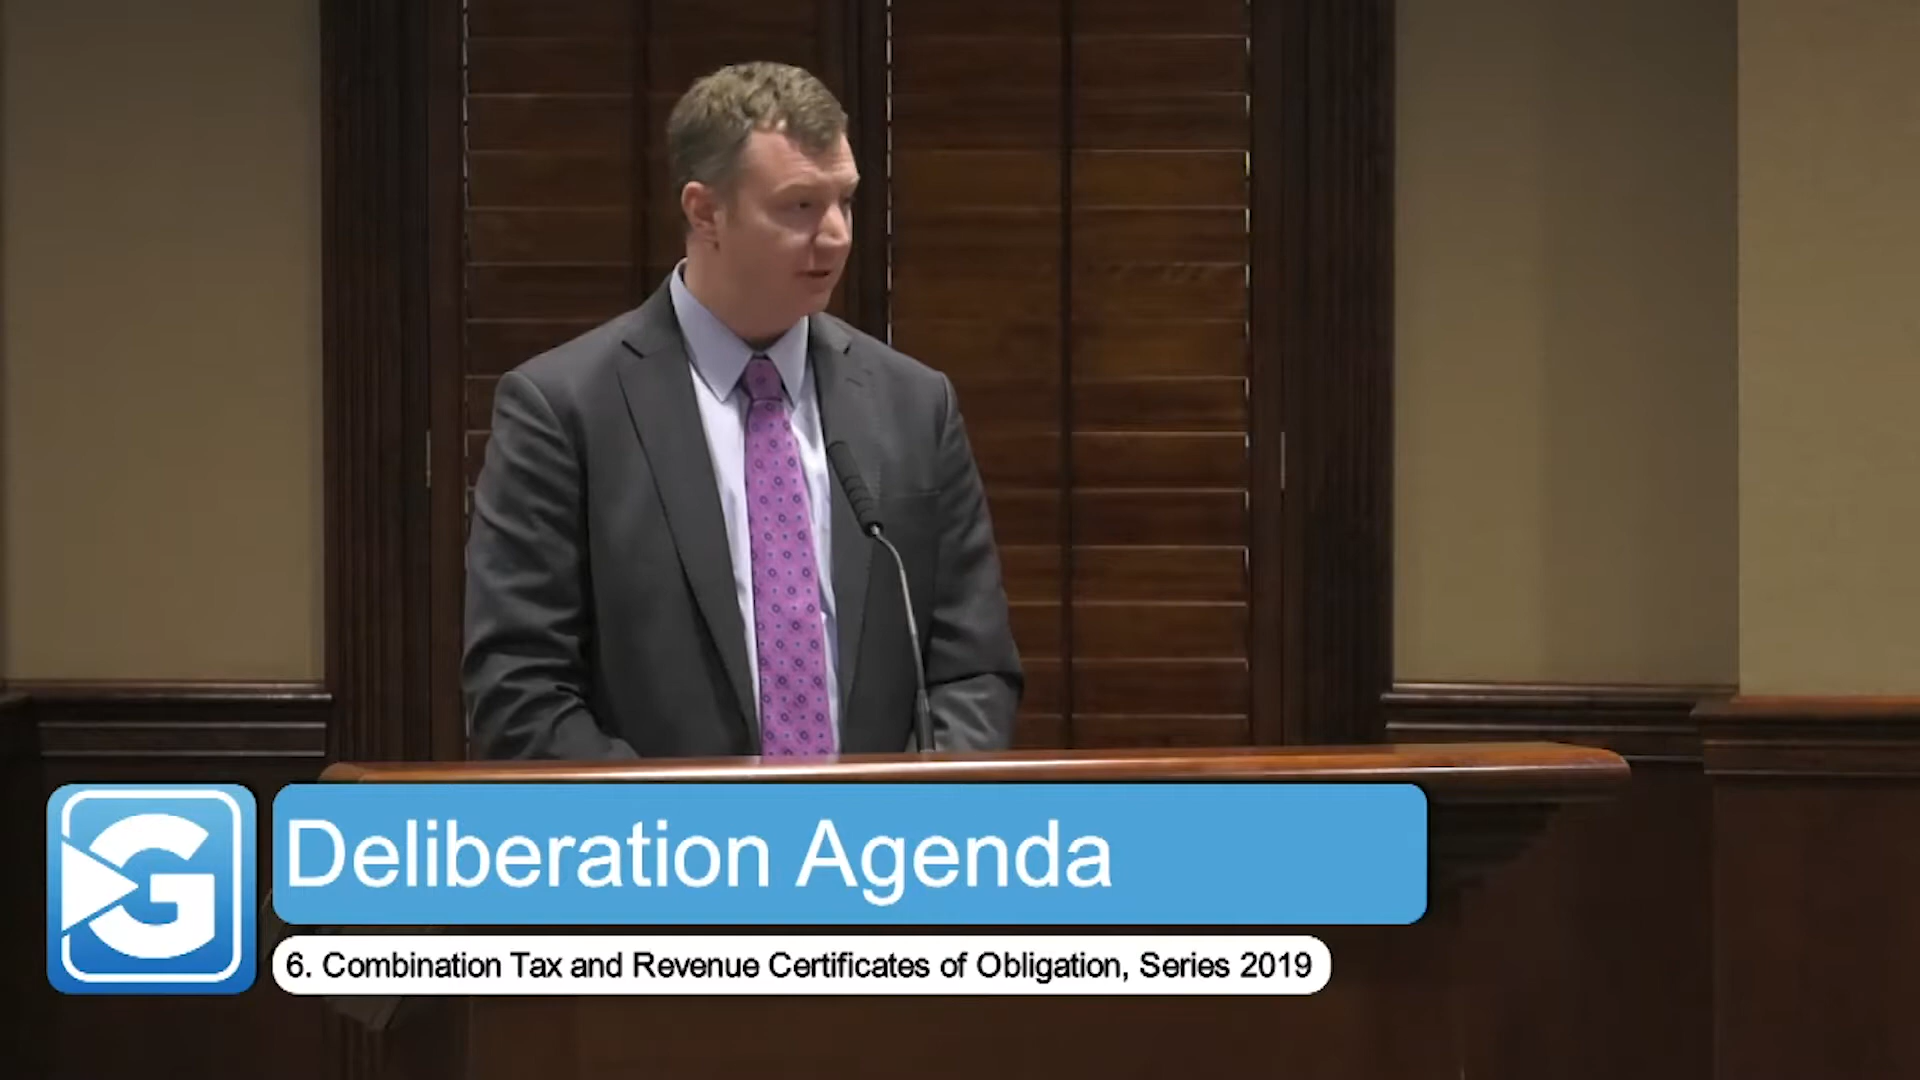 G
Deliberation Agenda
6. Combination Tax and Revenue Certificates of Obligation, Series 2019